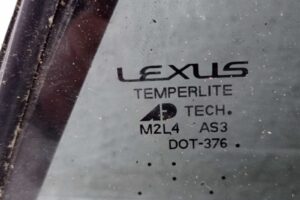 LEXUS
TEMPERLITE
AP TECH.
M2L4 AS3
DOT-376